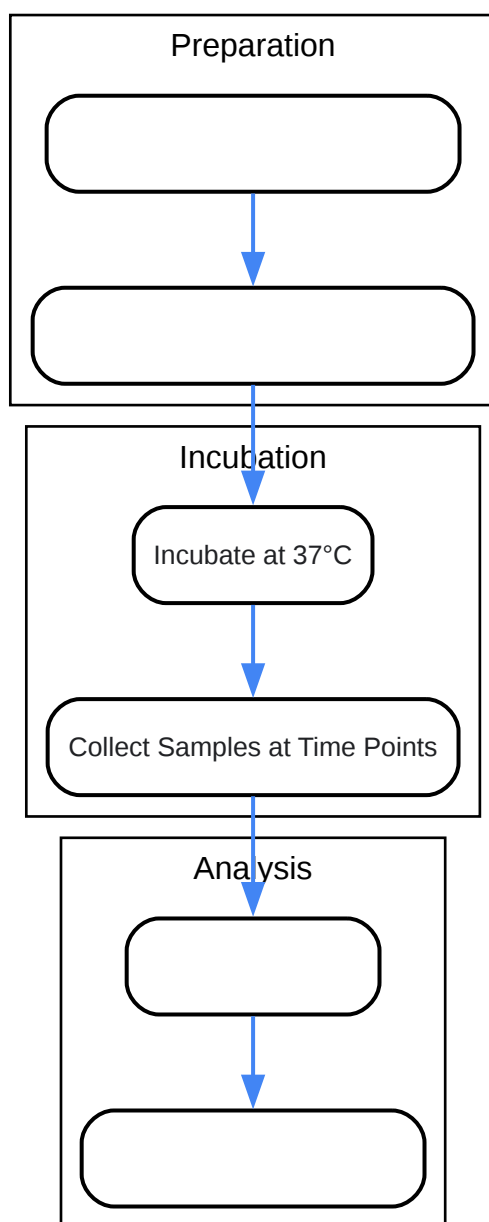 Preparation
Incubation
Incubate at 37°C
Collect Samples at Time Points
Analysis